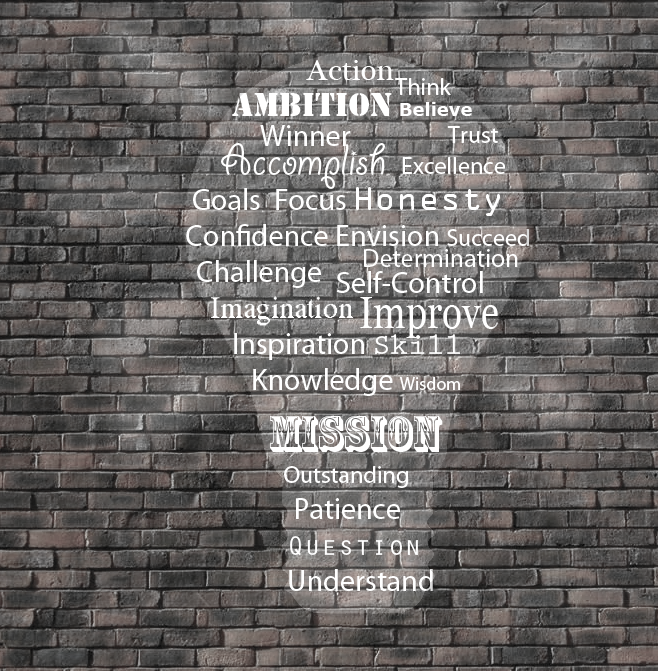 Action
Think
AMBITION Believe
Winner Trust
Accomplish Excellence
Goals Focus Honesty
Confidence Envision Succeed
Determination
Challenge Self-Control
Imagination Improve
Inspiration Skill
Knowledge Wisdom
MISSION
Outstanding
Patience
QUESTION
Understand